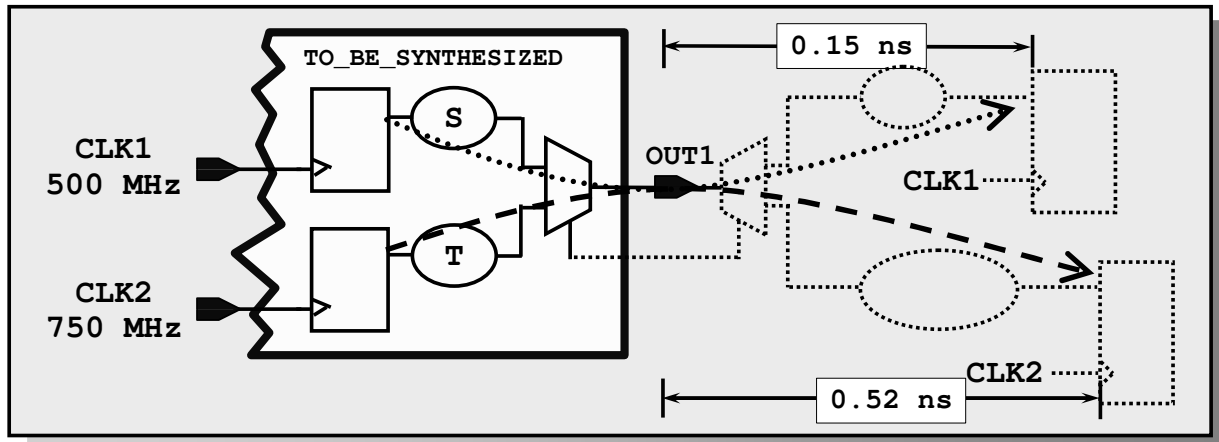 0.15 ns
TO_BE_SYNTHESIZED
S
CLK1
500 MHz
OUT1
CLK1
T
CLK2
750 MHz
CLK2
0.52 ns